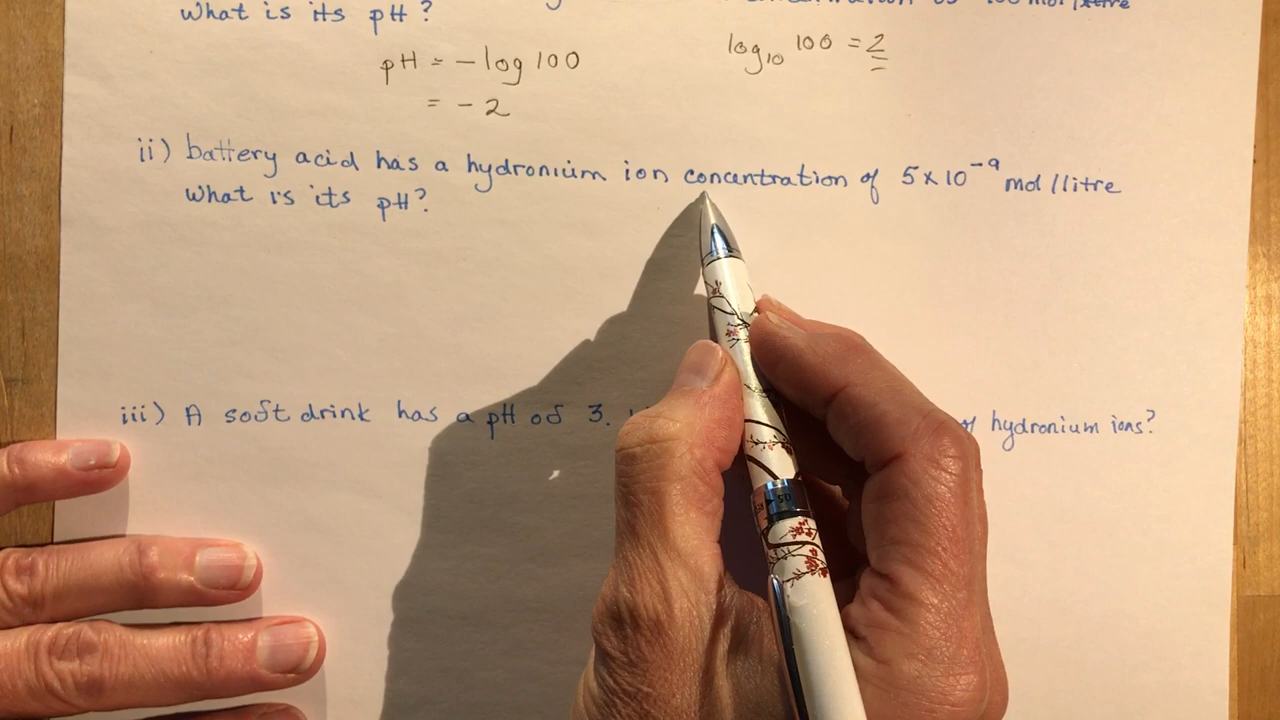 What is its pH?
pH = -log 100
= -2
log₁₀ 100 = 2
ii) battery acid has a hydronium ion concentration of 5×10⁻⁹ mol/litre
What is its pH?
iii) A soft drink has a pH of 3. of hydronium ions?